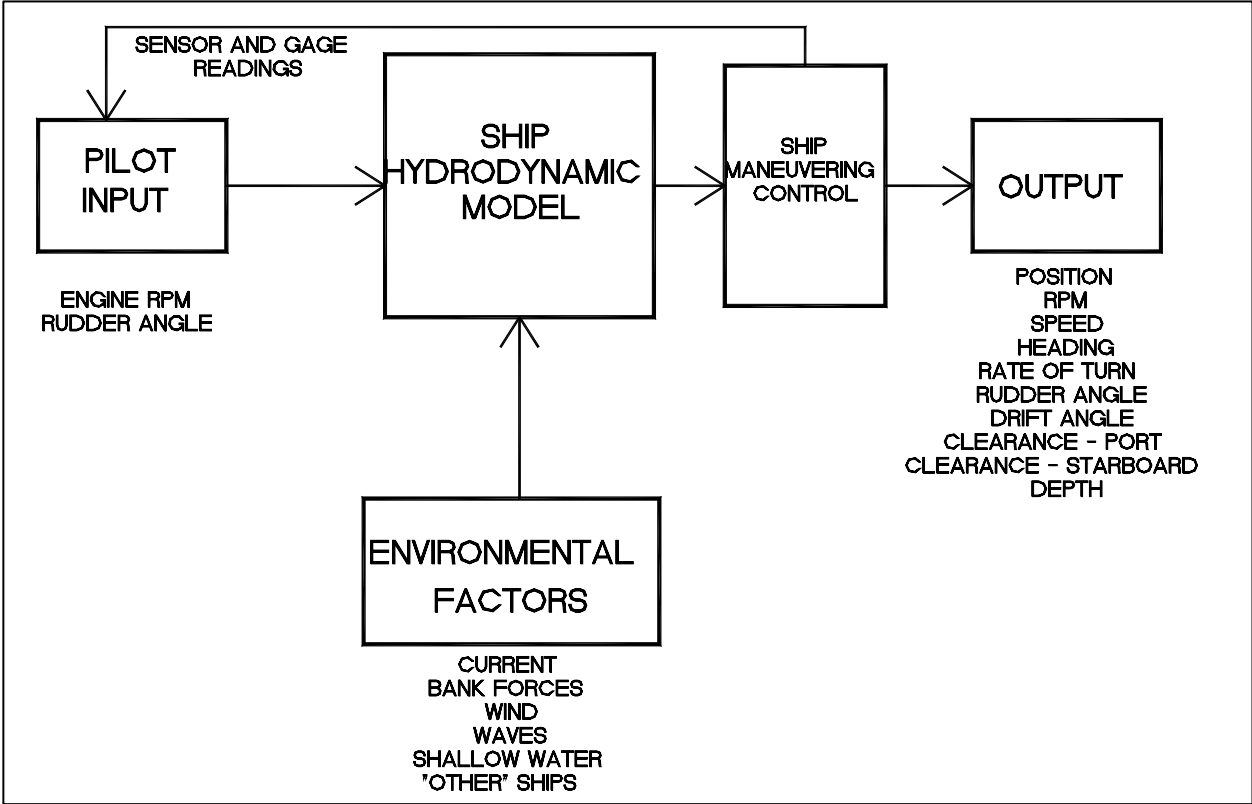 SENSOR AND GAGE
READINGS
PILOT
INPUT
ENGINE RPM
RUDDER ANGLE
SHIP
HYDRODYNAMIC
MODEL
SHIP
MANEUVERING
CONTROL
OUTPUT
POSITION
RPM
SPEED
HEADING
RATE OF TURN
RUDDER ANGLE
DRIFT ANGLE
CLEARANCE - PORT
CLEARANCE - STARBOARD
DEPTH
ENVIRONMENTAL
FACTORS
CURRENT
BANK FORCES
WIND
WAVES
SHALLOW WATER
"OTHER" SHIPS